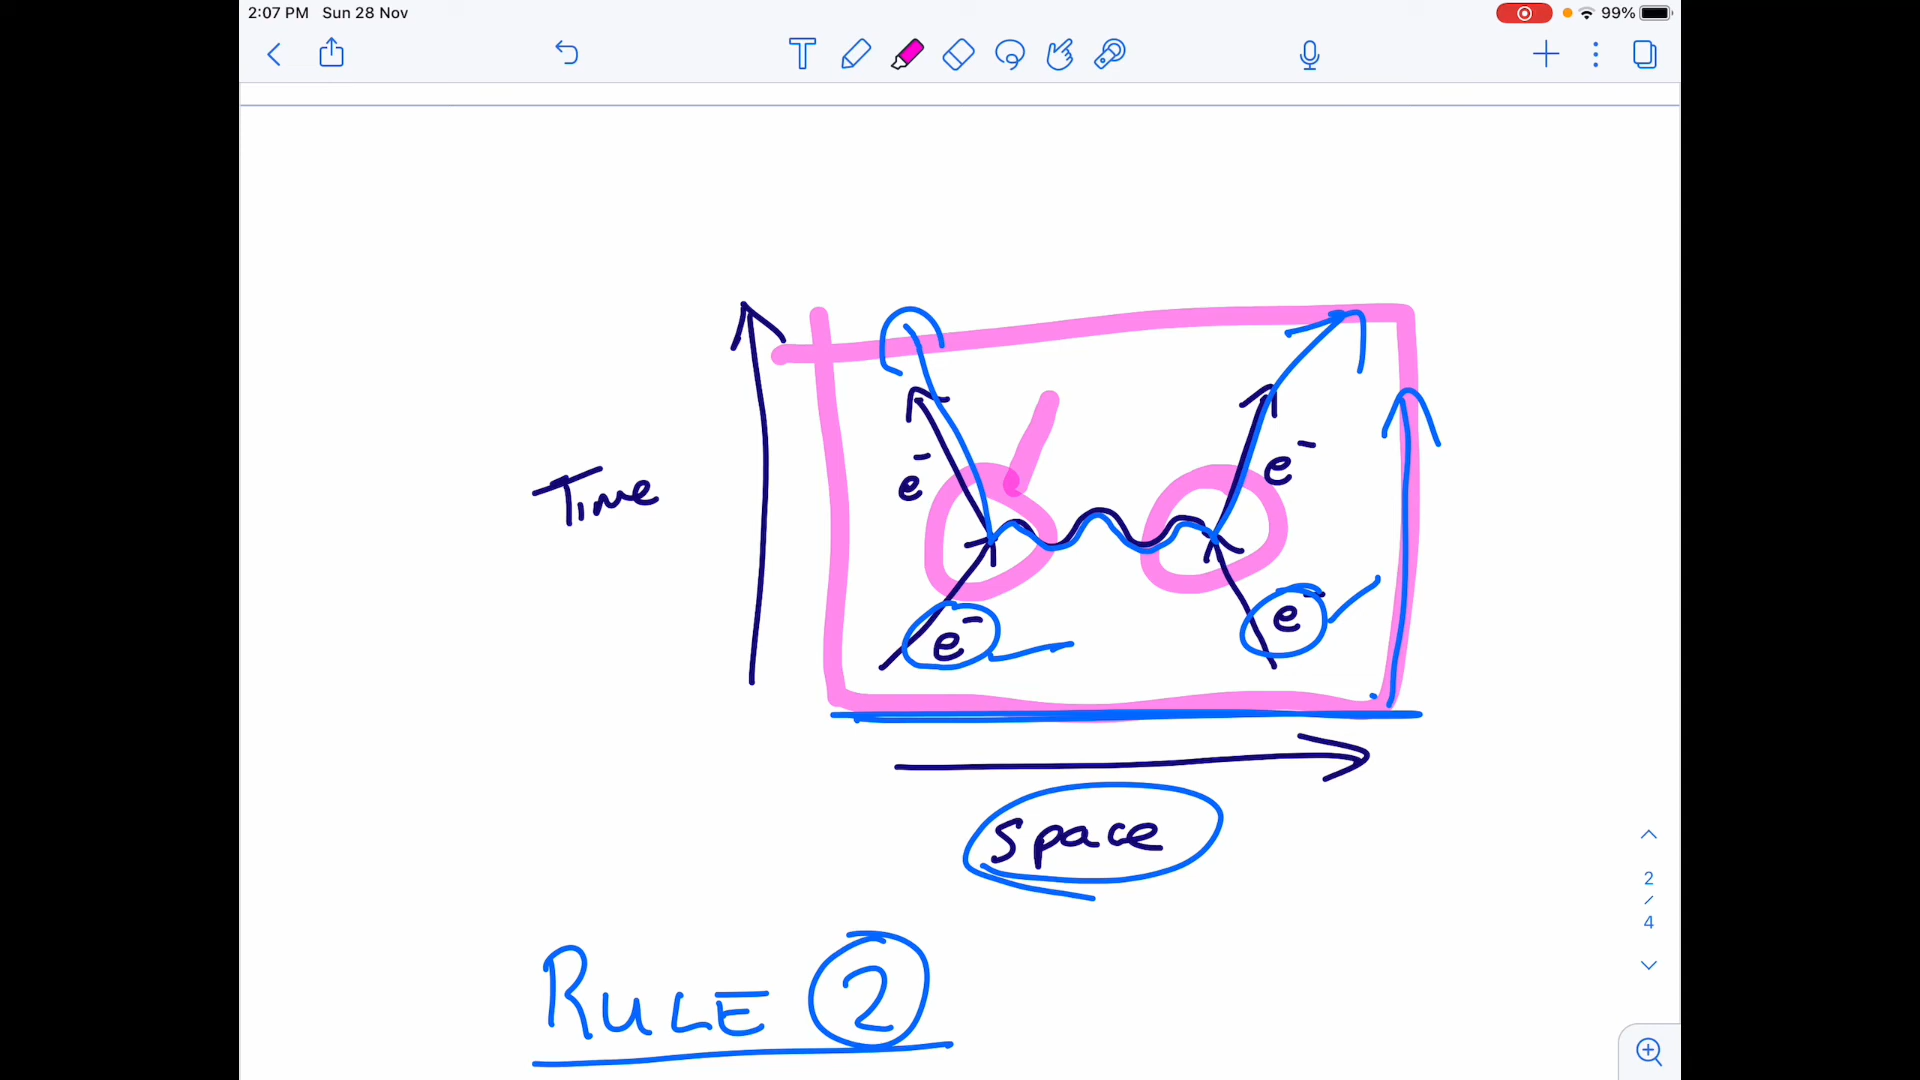 2:07 PM Sun 28 Nov
99%
T
e⁻
e⁻
Time
e⁻
e⁻
space
2
/
4
RULE 2